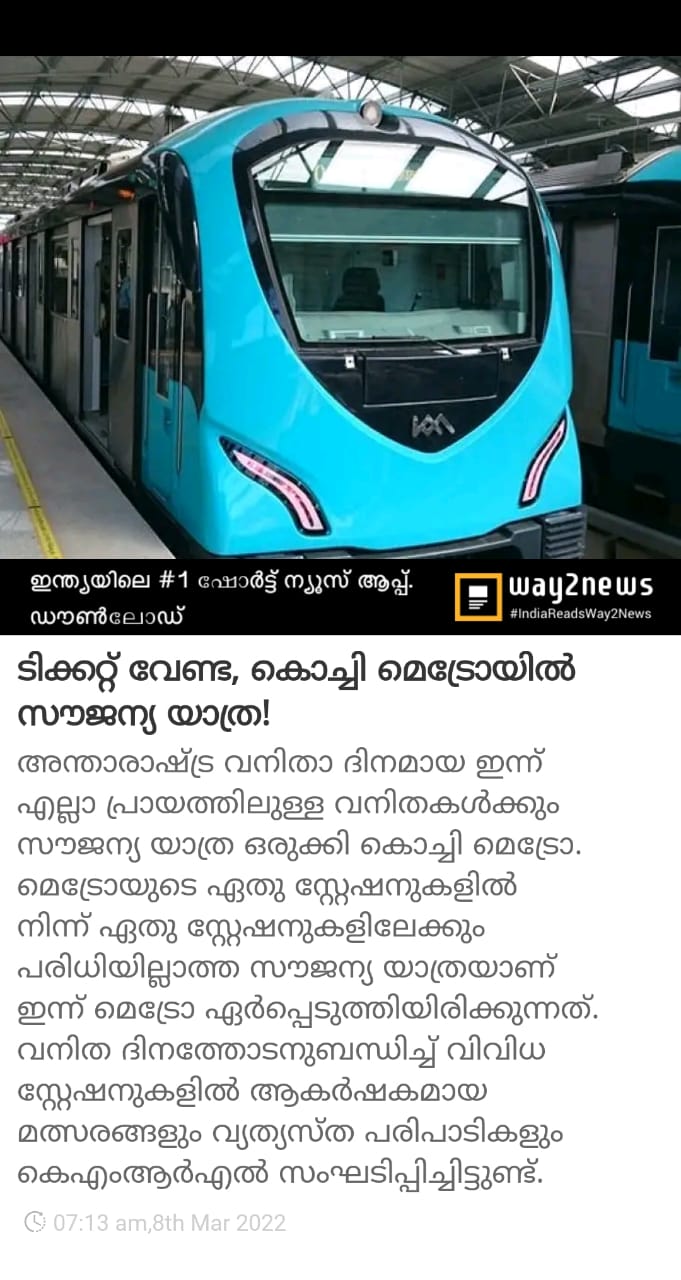 ഇന്ത്യയിലെ #1 ഷോർട്ട് ന്യൂസ് ആപ്പ്.
ഡൗൺലോഡ്
way2news
#IndiaReadsWay2News
ടിക്കറ്റ് വേണ്ട, കൊച്ചി മെട്രോയിൽ
സൗജന്യ യാത്ര!
അന്താരാഷ്ട്ര വനിതാ ദിനമായ ഇന്ന്
എല്ലാ പ്രായത്തിലുള്ള വനിതകൾക്കും
സൗജന്യ യാത്ര ഒരുക്കി കൊച്ചി മെട്രോ.
മെട്രോയുടെ ഏതു സ്റ്റേഷനുകളിൽ
നിന്ന് ഏതു സ്റ്റേഷനുകളിലേക്കും
പരിധിയില്ലാത്ത സൗജന്യ യാത്രയാണ്
ഇന്ന് മെട്രോ ഏർപ്പെടുത്തിയിരിക്കുന്നത്.
വനിത ദിനത്തോടനുബന്ധിച്ച് വിവിധ
സ്റ്റേഷനുകളിൽ ആകർഷകമായ
മത്സരങ്ങളും വ്യത്യസ്ത പരിപാടികളും
കെഎംആർഎൽ സംഘടിപ്പിച്ചിട്ടുണ്ട്.
07:13 am,8th Mar 2022